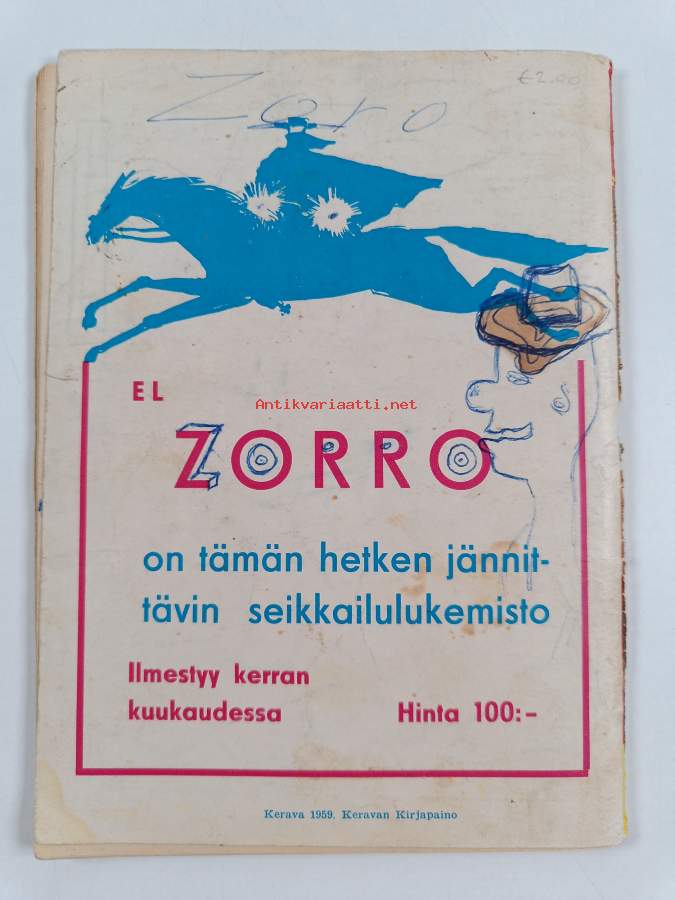 Zoro
€2.00
EL
Antikvariaatti.net
ZORRO
on tämän hetken jännit-
tävin seikkailulukemisto
Ilmestyy kerran
kuukaudessa
Hinta 100:-
Kerava 1959. Keravan Kirjapaino